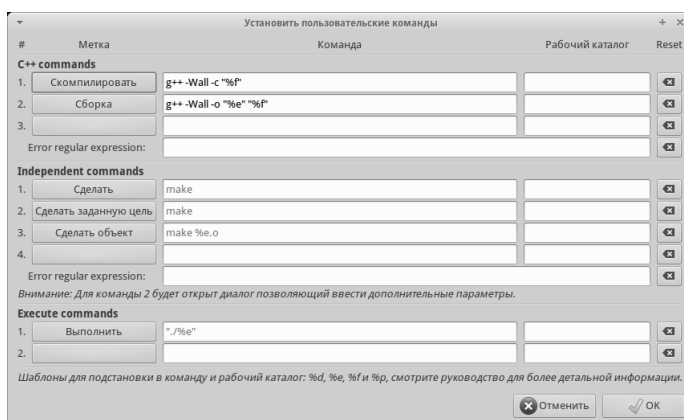 Установить пользовательские команды
# Метка Команда Рабочий каталог Reset
C++ commands
1. Скомпилировать g++ -Wall -c "%f"
2. Сборка g++ -Wall -o "%e" "%f"
3.
Error regular expression:
Independent commands
1. Сделать make
2. Сделать заданную цель make
3. Сделать объект make %e.o
4.
Error regular expression:
Внимание: Для команды 2 будет открыт диалог позволяющий ввести дополнительные параметры.
Execute commands
1. Выполнить "./%e"
2.
Шаблоны для подстановки в команду и рабочий каталог: %d, %e, %f и %p, смотрите руководство для более детальной информации.
Отменить OK